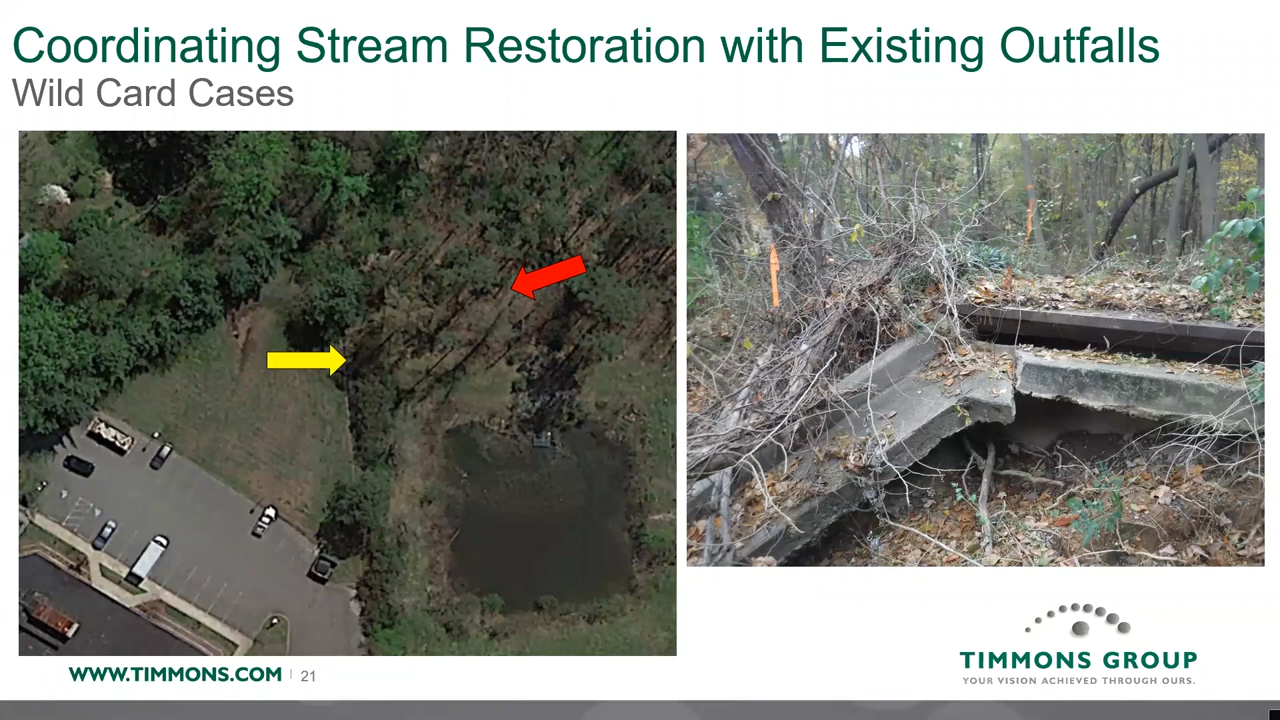 Coordinating Stream Restoration with Existing Outfalls
Wild Card Cases
WWW.TIMMONS.COM | 21
TIMMONS GROUP
YOUR VISION ACHIEVED THROUGH OURS.